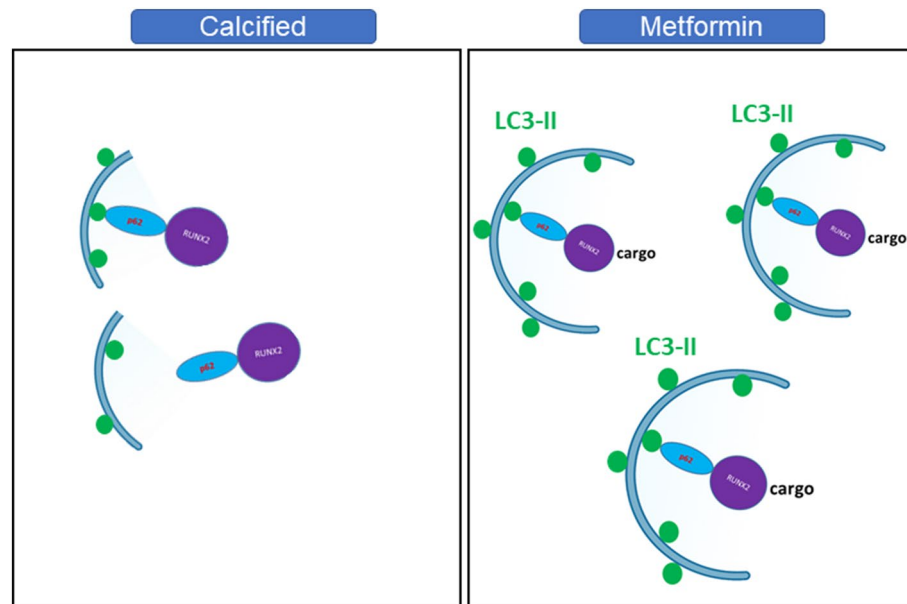 Calcified
Metformin
p62
RUNX2
p62
RUNX2
LC3-II
p62
RUNX2
cargo
LC3-II
p62
RUNX2
cargo
LC3-II
p62
RUNX2
cargo